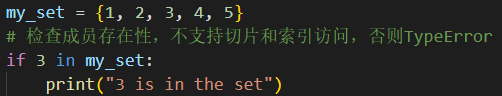 my_set = {1, 2, 3, 4, 5}
# 检查成员存在性，不支持切片和索引访问，否则TypeError
if 3 in my_set:
    print("3 is in the set")